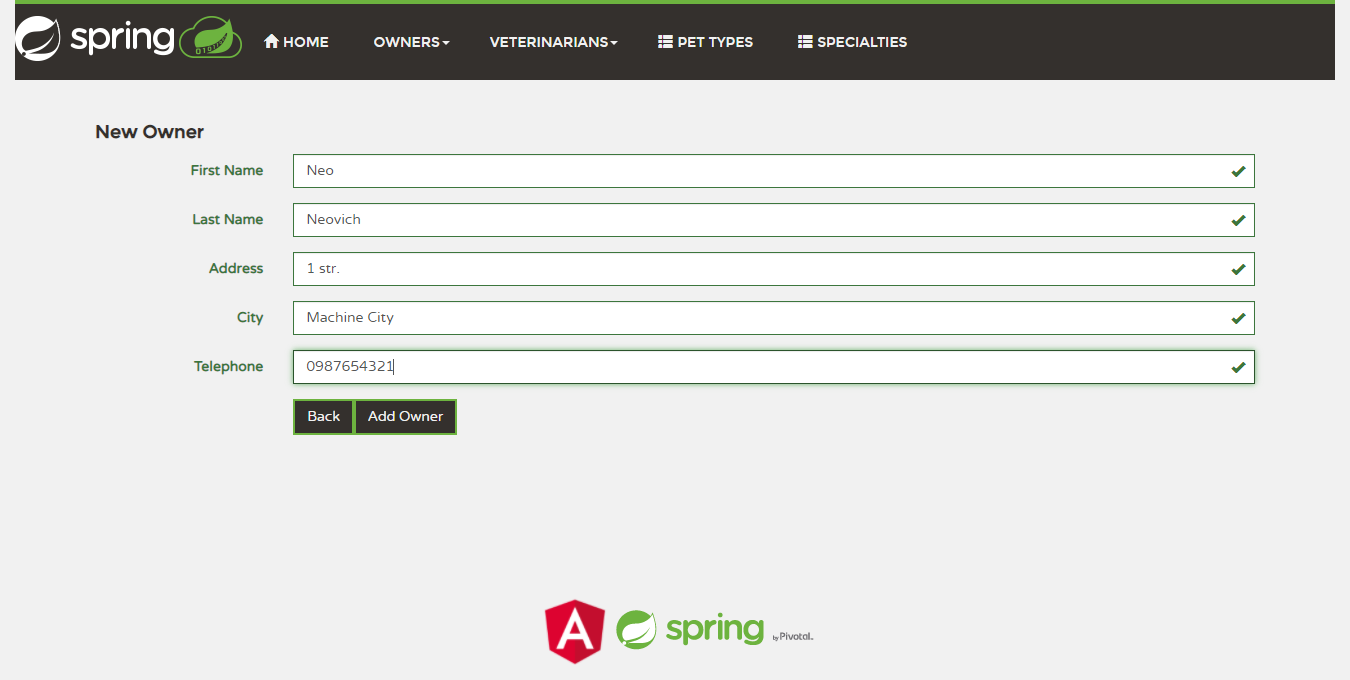 spring HOME OWNERS VETERINARIANS PET TYPES SPECIALTIES
New Owner
First Name Neo
Last Name Neovich
Address 1 str.
City Machine City
Telephone 0987654321
Back Add Owner
A spring by Pivotal.